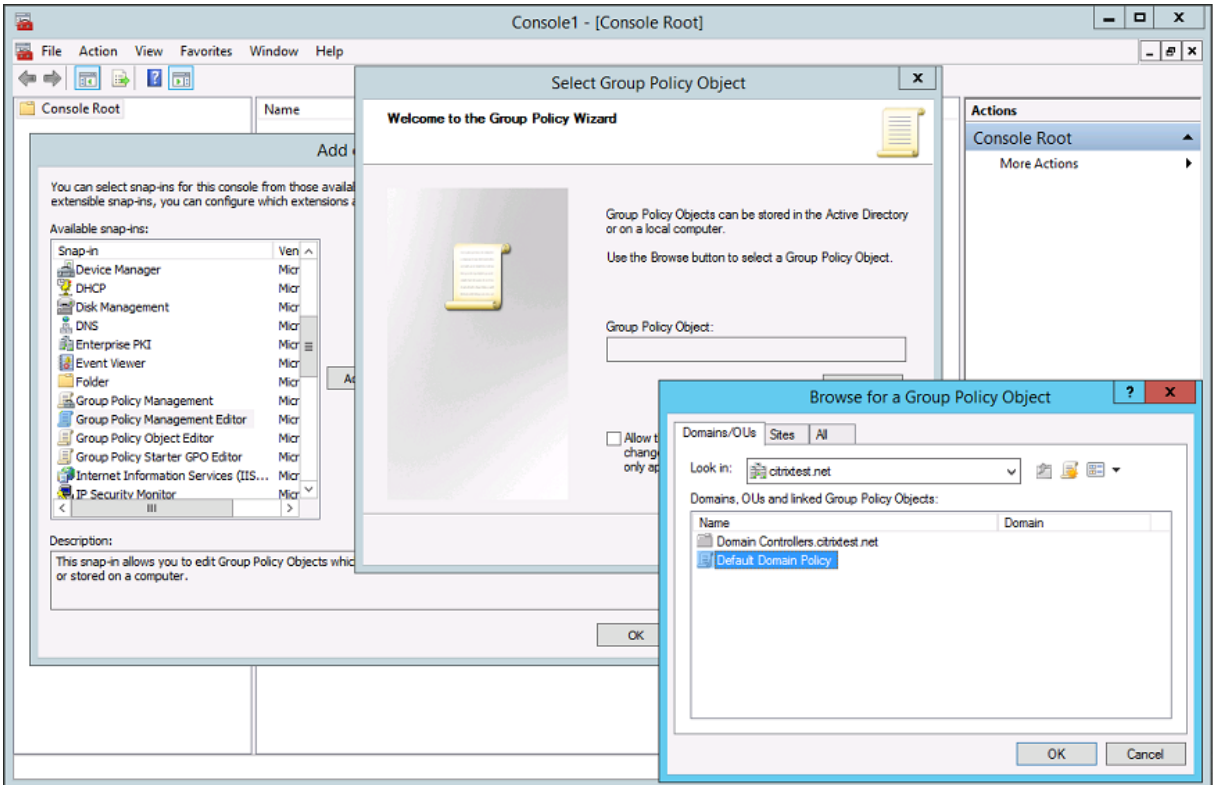 Console1 - [Console Root]
File Action View Favorites Window Help
Console Root
Name
Actions
Console Root
More Actions
Add
You can select snap-ins for this console from those
extensible snap-ins, you can configure which extensions
Available snap-ins:
Snap-in Ven
Device Manager Micr
DHCP Micr
Disk Management Micr
DNS Micr
Enterprise PKI Micr
Event Viewer Micr
Folder Micr
Group Policy Management Micr
Group Policy Management Editor Micr
Group Policy Object Editor Micr
Group Policy Starter GPO Editor Micr
Internet Information Services (IIS... Micr
IP Security Monitor Micr
Description:
This snap-in allows you to edit Group Policy Objects
or stored on a computer.
OK
Select Group Policy Object
Welcome to the Group Policy Wizard
Group Policy Objects can be stored in the Active Directory
or on a local computer.
Use the Browse button to select a Group Policy Object.
Group Policy Object:
Allow
only
Browse for a Group Policy Object
Domains/OUs Sites All
Look in: citrixtest.net
Domains, OUs and linked Group Policy Objects:
Name Domain
Domain Controllers.citrixtest.net
Default Domain Policy
OK Cancel